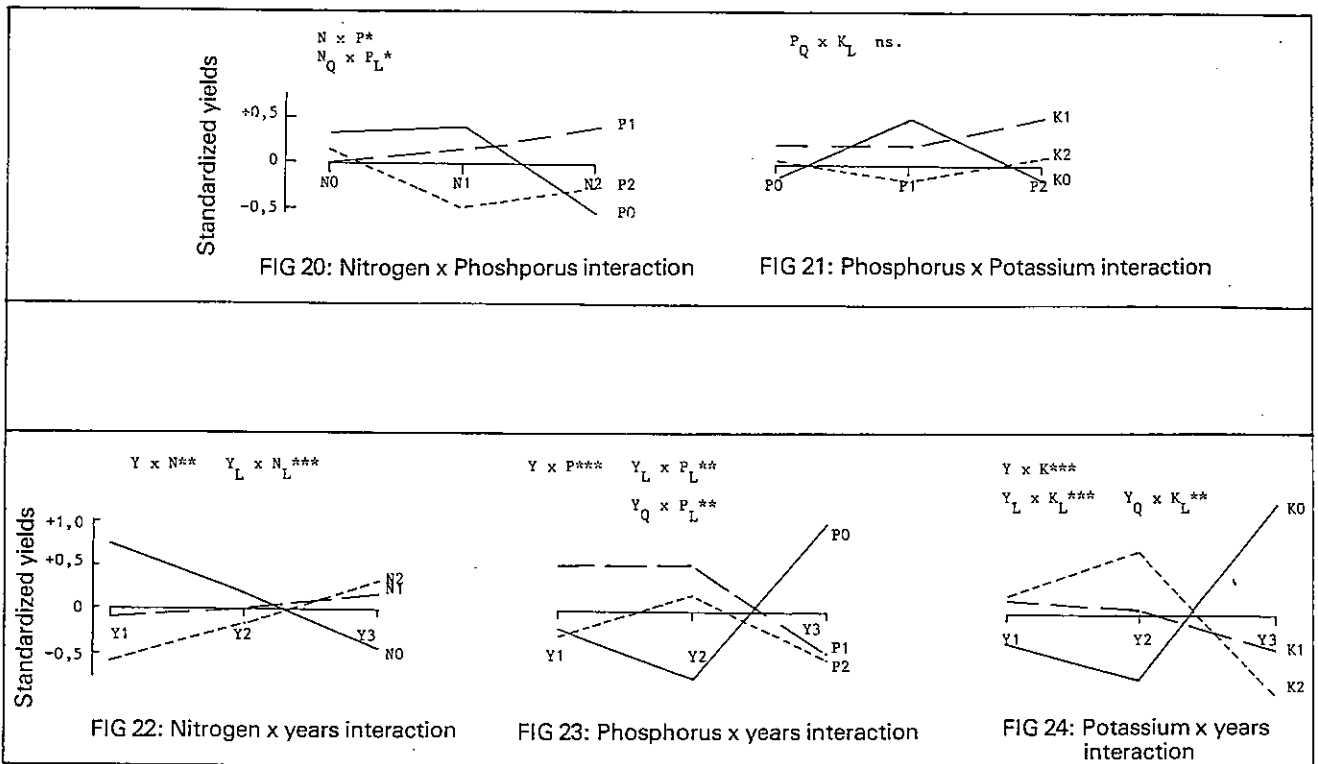 N x P*
N_Q x P_L*
P_Q x K_L ns.
Standardized yields
+0,5
0
-0,5
N0
N1
N2
P1
P2
P0
P0
P1
P2
K1
K2
K0
FIG 20: Nitrogen x Phoshporus interaction
FIG 21: Phosphorus x Potassium interaction
Y x N** Y_L x N_L***
Y x P*** Y_L x P_L**
Y_Q x P_L**
Y x K***
Y_L x K_L*** Y_Q x K_L**
Standardized yields
+1,0
+0,5
0
-0,5
Y1
Y2
Y3
N2
N1
N0
Y1
Y2
Y3
P0
P1
P2
Y1
Y2
Y3
K0
K1
K2
FIG 22: Nitrogen x years interaction
FIG 23: Phosphorus x years interaction
FIG 24: Potassium x years
interaction